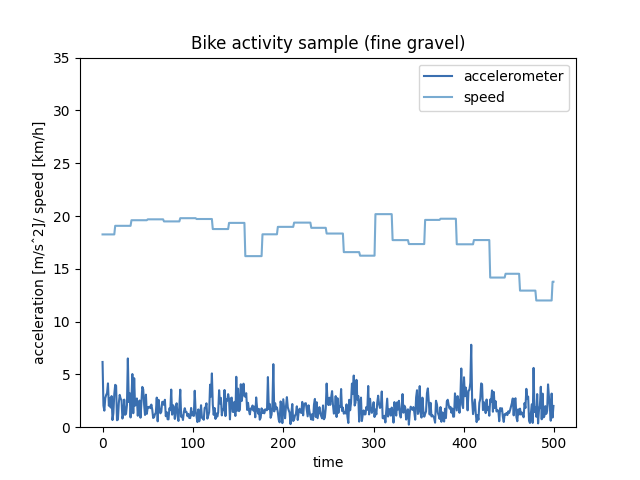 Bike activity sample (fine gravel)
accelerometer
speed
35
30
25
20
15
10
5
0
acceleration [m/s^2]/ speed [km/h]
0 100 200 300 400 500
time